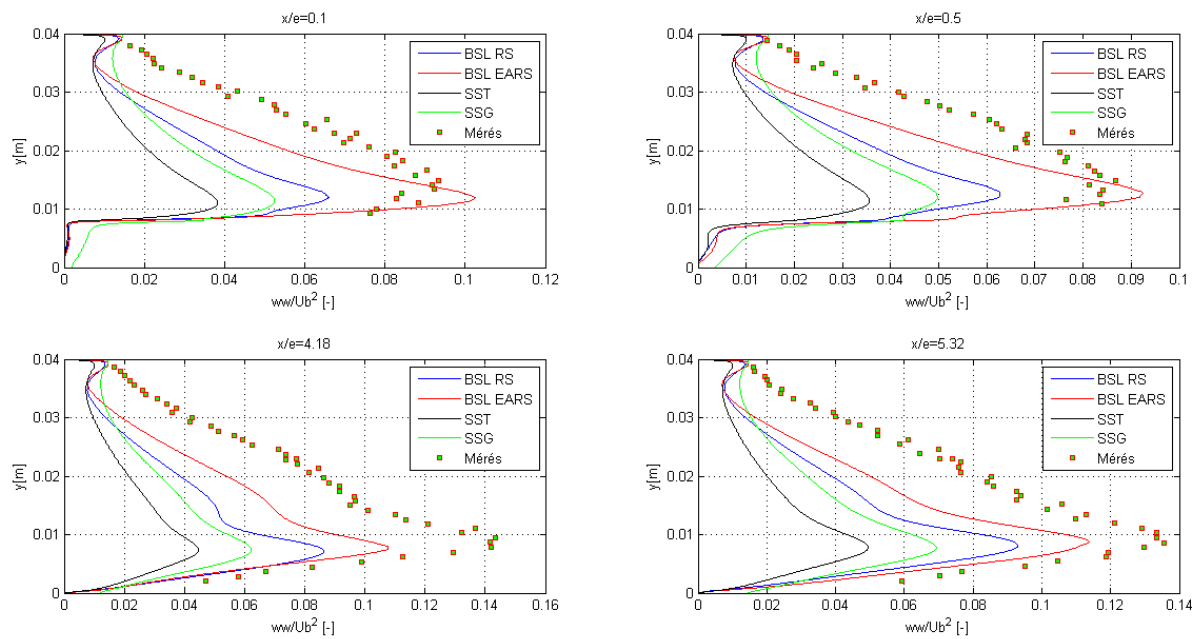 x/e=0.1
0.04
0.03
0.02
0.01
0
y[m]
BSL RS
BSL EARS
SST
SSG
Mérés
0 0.02 0.04 0.06 0.08 0.1 0.12
ww/Ub² [-]
x/e=0.5
0.04
0.03
0.02
0.01
0
y[m]
BSL RS
BSL EARS
SST
SSG
Mérés
0 0.01 0.02 0.03 0.04 0.05 0.06 0.07 0.08 0.09 0.1
ww/Ub² [-]
x/e=4.18
0.04
0.03
0.02
0.01
0
y[m]
BSL RS
BSL EARS
SST
SSG
Mérés
0 0.02 0.04 0.06 0.08 0.1 0.12 0.14 0.16
ww/Ub² [-]
x/e=5.32
0.04
0.03
0.02
0.01
0
y[m]
BSL RS
BSL EARS
SST
SSG
Mérés
0 0.02 0.04 0.06 0.08 0.1 0.12 0.14
ww/Ub² [-]